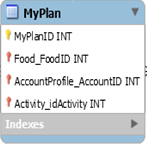 MyPlan
MyPlanID INT
Food_FoodID INT
AccountProfile_AccountID INT
Activity_idActivity INT
Indexes